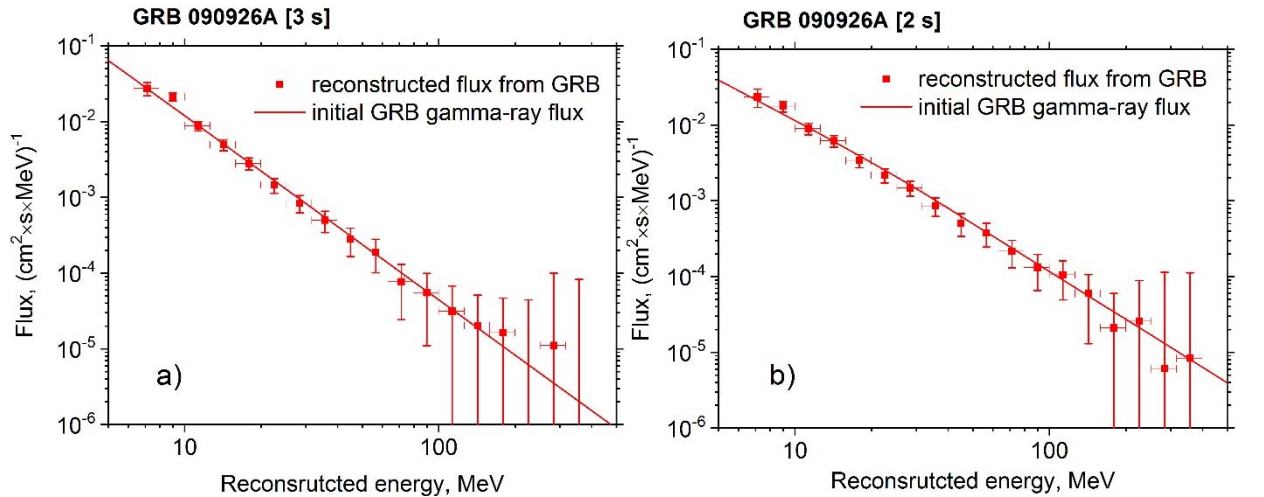 GRB 090926A [3 s]
10⁻¹
10⁻²
10⁻³
10⁻⁴
10⁻⁵
10⁻⁶
Flux, (cm²×s×MeV)⁻¹
reconstructed flux from GRB
initial GRB gamma-ray flux
a)
10
100
Reconsrutcted energy, MeV
GRB 090926A [2 s]
10⁻¹
10⁻²
10⁻³
10⁻⁴
10⁻⁵
10⁻⁶
Flux, (cm²×s×MeV)⁻¹
reconstructed flux from GRB
initial GRB gamma-ray flux
b)
10
100
Reconsrutcted energy, MeV